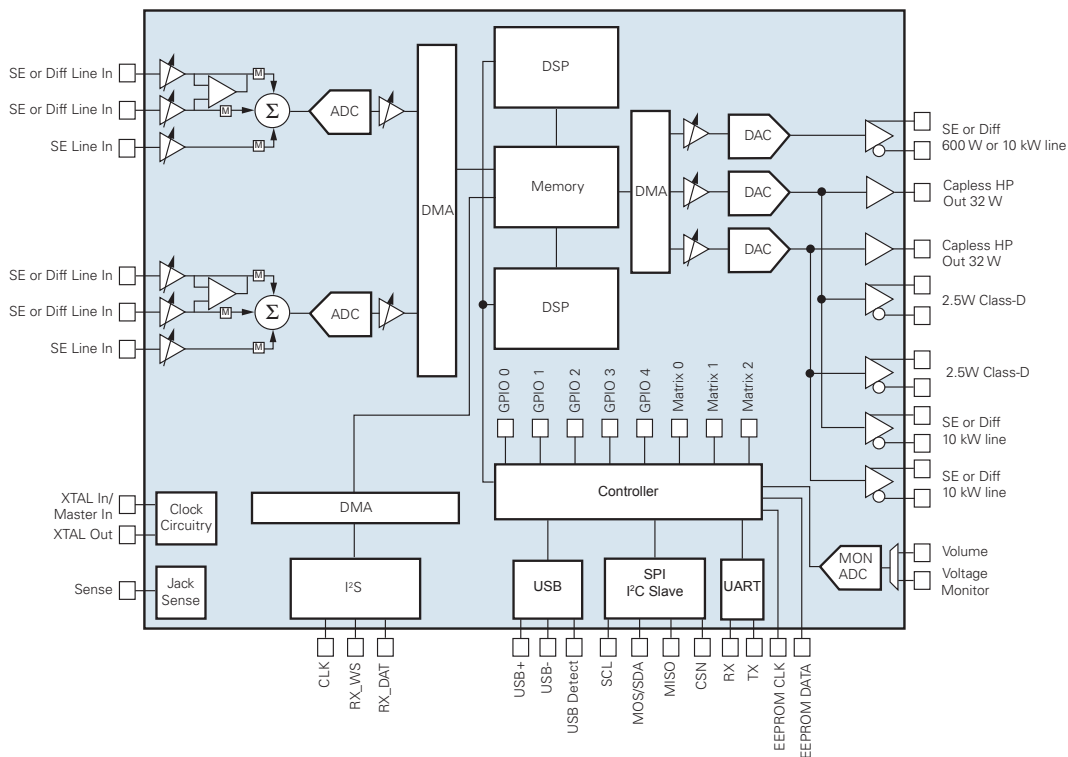 SE or Diff Line In
M
SE or Diff Line In
M
Σ
ADC
SE Line In
M
DMA
SE or Diff Line In
M
SE or Diff Line In
M
Σ
ADC
SE Line In
M
DSP
Memory
DSP
DMA
DAC
DAC
DAC
SE or Diff
600 W or 10 kW line
Capless HP
Out 32 W
Capless HP
Out 32 W
2.5W Class-D
2.5W Class-D
SE or Diff
10 kW line
SE or Diff
10 kW line
GPIO 0
GPIO 1
GPIO 2
GPIO 3
GPIO 4
Matrix 0
Matrix 1
Matrix 2
Controller
XTAL In/
Master In
XTAL Out
Clock
Circuitry
Sense
Jack
Sense
DMA
I²S
USB
SPI
I²C Slave
UART
MON
ADC
Volume
Voltage
Monitor
CLK
RX_WS
RX_DAT
USB+
USB-
USB Detect
SCL
MOS/SDA
MISO
CSN
RX
TX
EEPROM CLK
EEPROM DATA